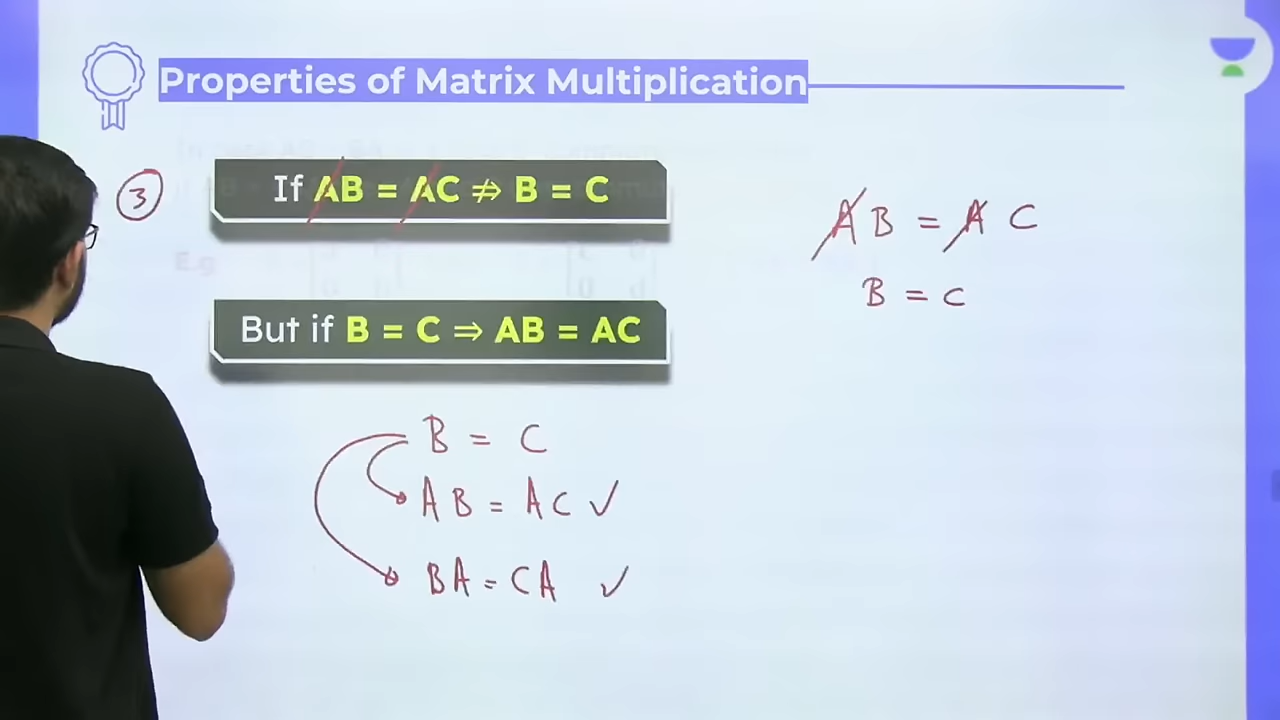 Properties of Matrix Multiplication
3
If AB = AC ⇏ B = C
But if B = C ⇒ AB = AC
B = C
AB = AC ✓
BA = CA ✓
AB = AC
B = C
E.g